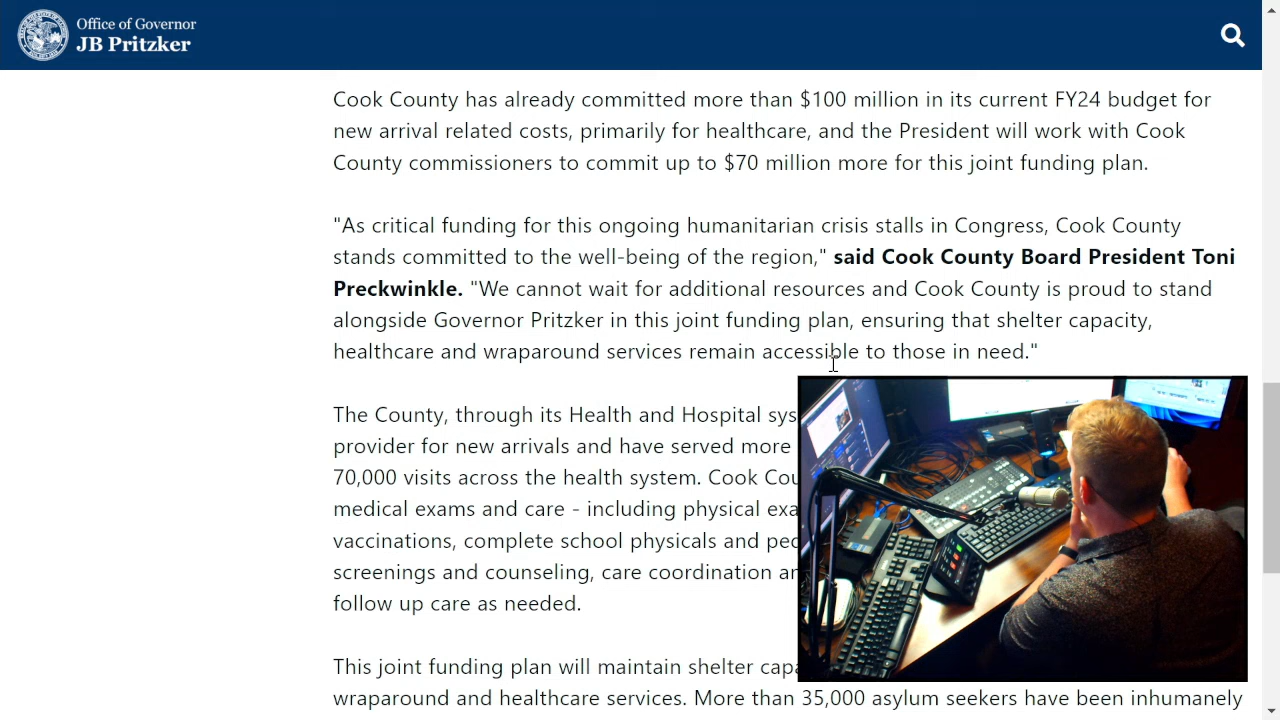 Office of Governor
JB Pritzker
Cook County has already committed more than $100 million in its current FY24 budget for
new arrival related costs, primarily for healthcare, and the President will work with Cook
County commissioners to commit up to $70 million more for this joint funding plan.
"As critical funding for this ongoing humanitarian crisis stalls in Congress, Cook County
stands committed to the well-being of the region," said Cook County Board President Toni
Preckwinkle. "We cannot wait for additional resources and Cook County is proud to stand
alongside Governor Pritzker in this joint funding plan, ensuring that shelter capacity,
healthcare and wraparound services remain accessible to those in need."
The County, through its Health and Hospital sys
provider for new arrivals and have served more
70,000 visits across the health system. Cook Cou
medical exams and care - including physical exa
vaccinations, complete school physicals and ped
screenings and counseling, care coordination an
follow up care as needed.
This joint funding plan will maintain shelter capa
wraparound and healthcare services. More than 35,000 asylum seekers have been inhumanely